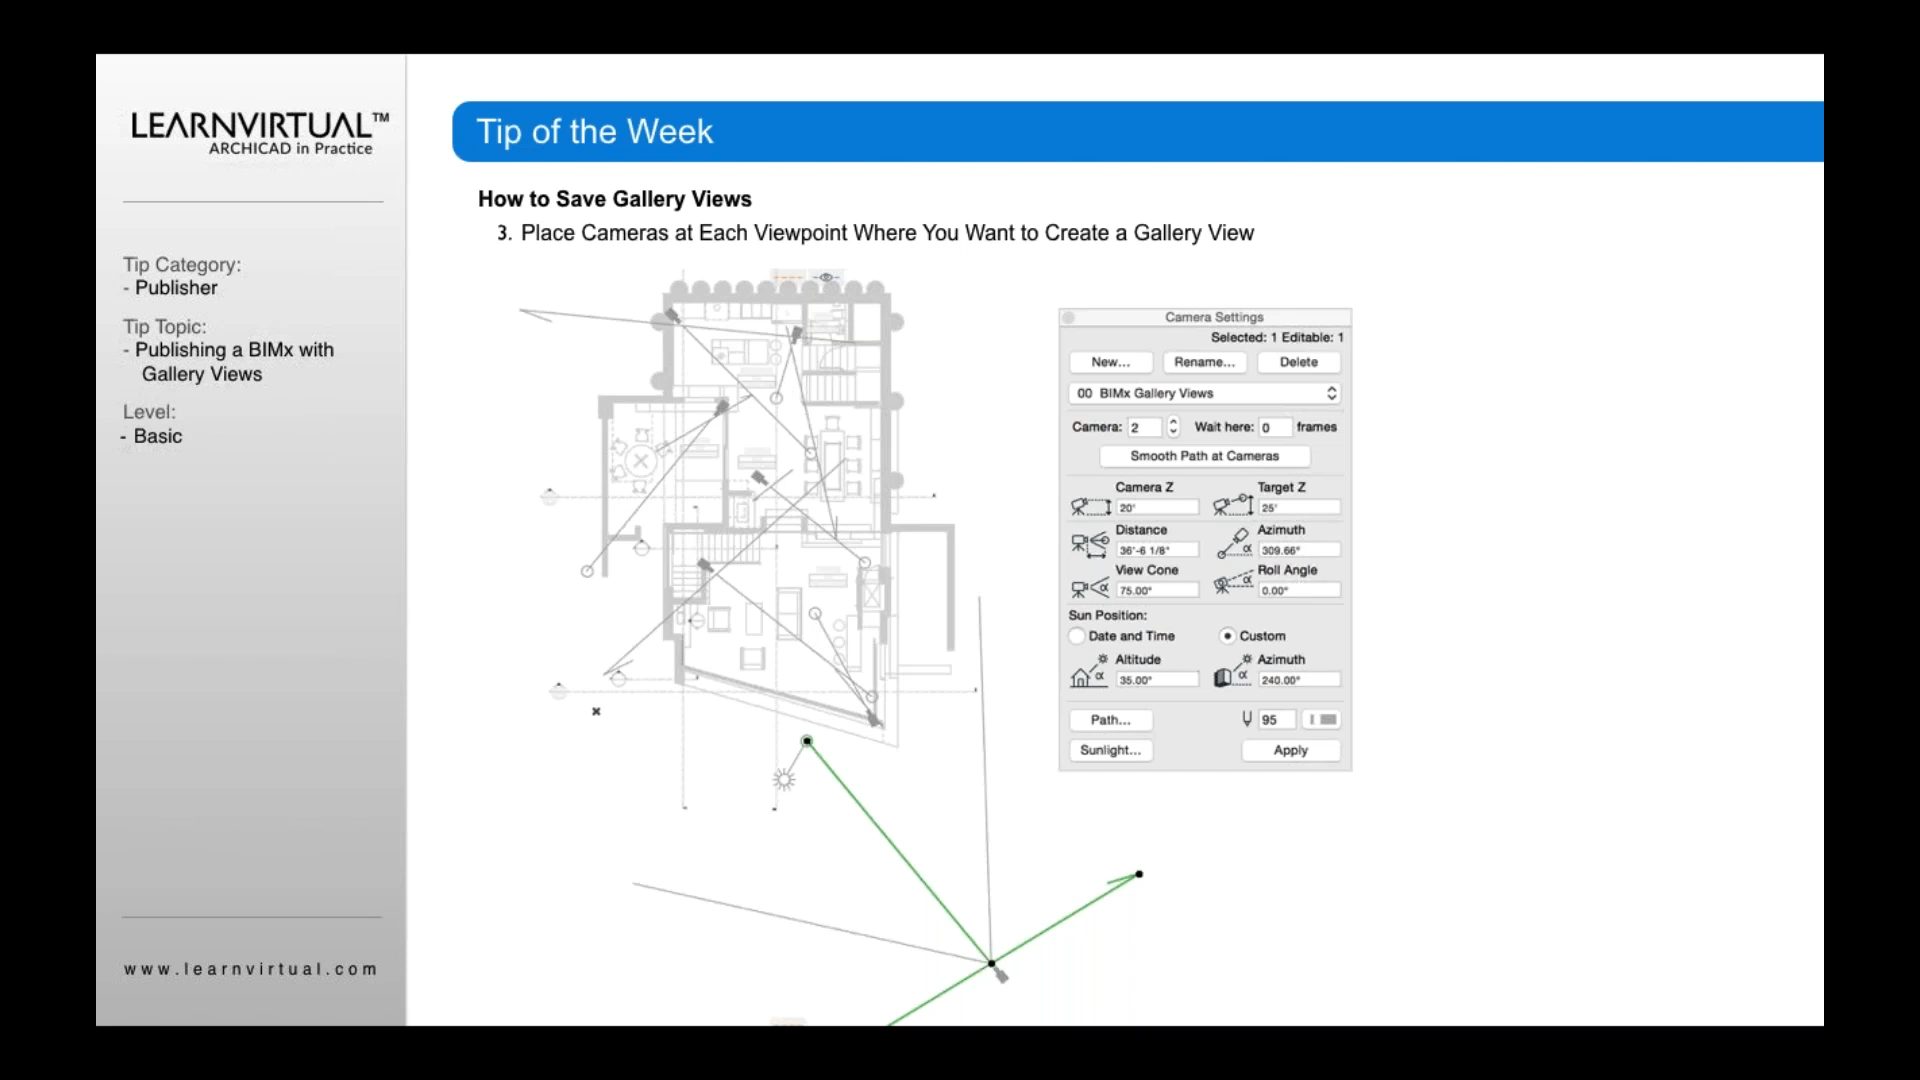 LEARNVIRTUAL™
ARCHICAD in Practice
Tip Category:
- Publisher
Tip Topic:
- Publishing a BIMx with
Gallery Views
Level:
- Basic
www.learnvirtual.com
Tip of the Week
How to Save Gallery Views
3. Place Cameras at Each Viewpoint Where You Want to Create a Gallery View
Camera Settings
Selected: 1 Editable: 1
New... Rename... Delete
00 BIMx Gallery Views
Camera: 2 Wait here: 0 frames
Smooth Path at Cameras
Camera Z Target Z
20' 25'
Distance Azimuth
36'-6 1/8" α 309.66°
View Cone Roll Angle
α 75.00° α 0.00°
Sun Position:
Date and Time Custom
Altitude Azimuth
α 35.00° α 240.00°
Path... 95
Sunlight... Apply